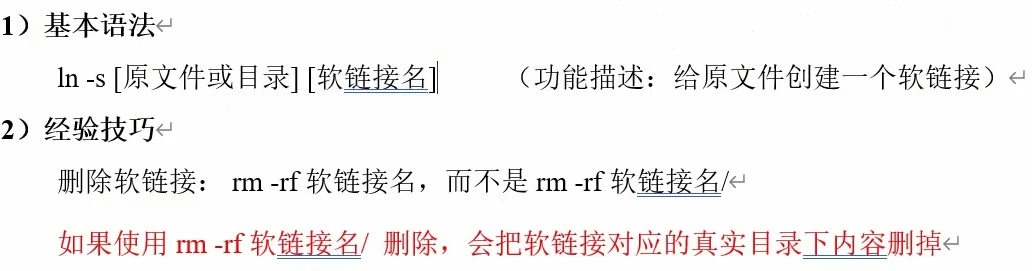 1）基本语法
ln -s [原文件或目录] [软链接名] （功能描述：给原文件创建一个软链接）
2）经验技巧
删除软链接： rm -rf 软链接名，而不是 rm -rf 软链接名/
如果使用 rm -rf 软链接名/ 删除，会把软链接对应的真实目录下内容删掉